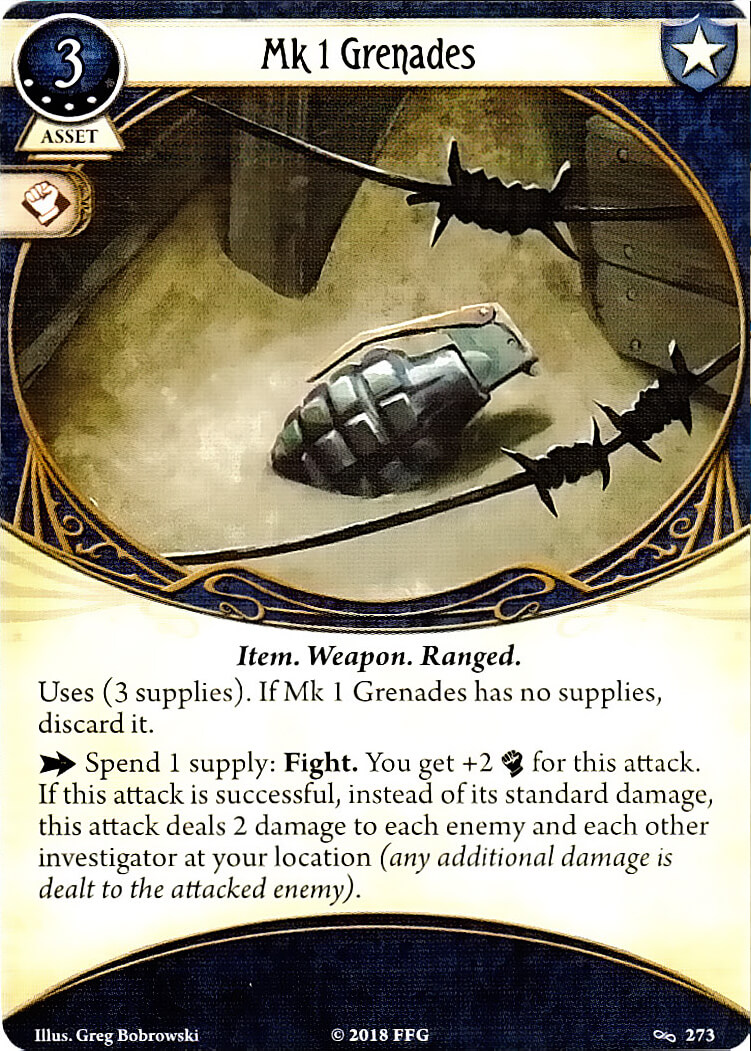 3
Mk 1 Grenades
ASSET
Item. Weapon. Ranged.
Uses (3 supplies). If Mk 1 Grenades has no supplies,
discard it.
Spend 1 supply: Fight. You get +2 for this attack.
If this attack is successful, instead of its standard damage,
this attack deals 2 damage to each enemy and each other
investigator at your location (any additional damage is
dealt to the attacked enemy).
Illus. Greg Bobrowski © 2018 FFG 273